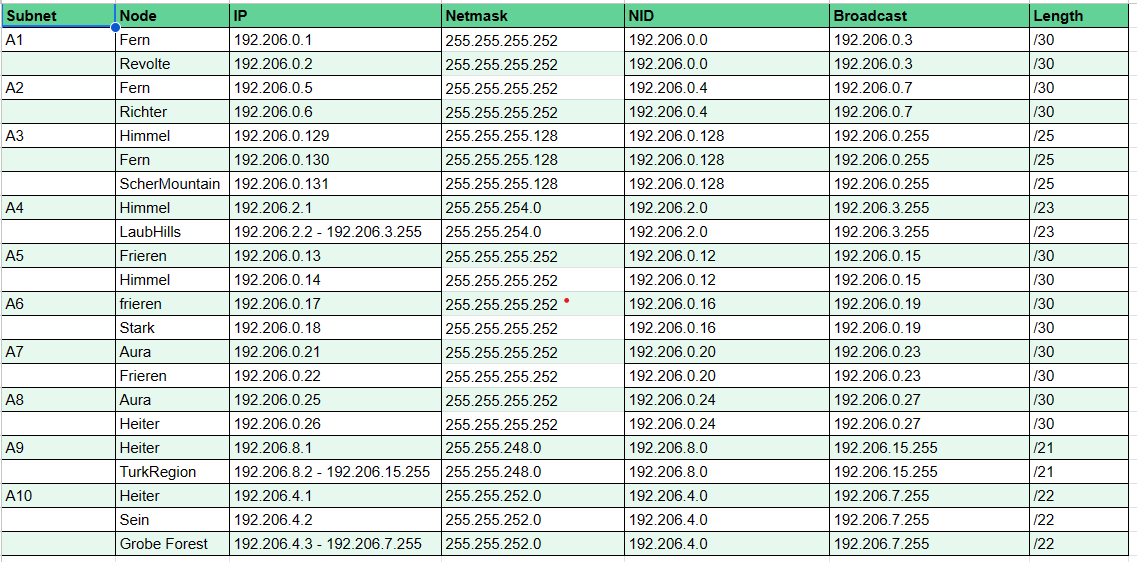 Subnet Node IP Netmask NID Broadcast Length
A1 Fern 192.206.0.1 255.255.255.252 192.206.0.0 192.206.0.3 /30
Revolte 192.206.0.2 255.255.255.252 192.206.0.0 192.206.0.3 /30
A2 Fern 192.206.0.5 255.255.255.252 192.206.0.4 192.206.0.7 /30
Richter 192.206.0.6 255.255.255.252 192.206.0.4 192.206.0.7 /30
A3 Himmel 192.206.0.129 255.255.255.128 192.206.0.128 192.206.0.255 /25
Fern 192.206.0.130 255.255.255.128 192.206.0.128 192.206.0.255 /25
ScherMountain 192.206.0.131 255.255.255.128 192.206.0.128 192.206.0.255 /25
A4 Himmel 192.206.2.1 255.255.254.0 192.206.2.0 192.206.3.255 /23
LaubHills 192.206.2.2 - 192.206.3.255 255.255.254.0 192.206.2.0 192.206.3.255 /23
A5 Frieren 192.206.0.13 255.255.255.252 192.206.0.12 192.206.0.15 /30
Himmel 192.206.0.14 255.255.255.252 192.206.0.12 192.206.0.15 /30
A6 frieren 192.206.0.17 255.255.255.252 192.206.0.16 192.206.0.19 /30
Stark 192.206.0.18 255.255.255.252 192.206.0.16 192.206.0.19 /30
A7 Aura 192.206.0.21 255.255.255.252 192.206.0.20 192.206.0.23 /30
Frieren 192.206.0.22 255.255.255.252 192.206.0.20 192.206.0.23 /30
A8 Aura 192.206.0.25 255.255.255.252 192.206.0.24 192.206.0.27 /30
Heiter 192.206.0.26 255.255.255.252 192.206.0.24 192.206.0.27 /30
A9 Heiter 192.206.8.1 255.255.248.0 192.206.8.0 192.206.15.255 /21
TurkRegion 192.206.8.2 - 192.206.15.255 255.255.248.0 192.206.8.0 192.206.15.255 /21
A10 Heiter 192.206.4.1 255.255.252.0 192.206.4.0 192.206.7.255 /22
Sein 192.206.4.2 255.255.252.0 192.206.4.0 192.206.7.255 /22
Grobe Forest 192.206.4.3 - 192.206.7.255 255.255.252.0 192.206.4.0 192.206.7.255 /22